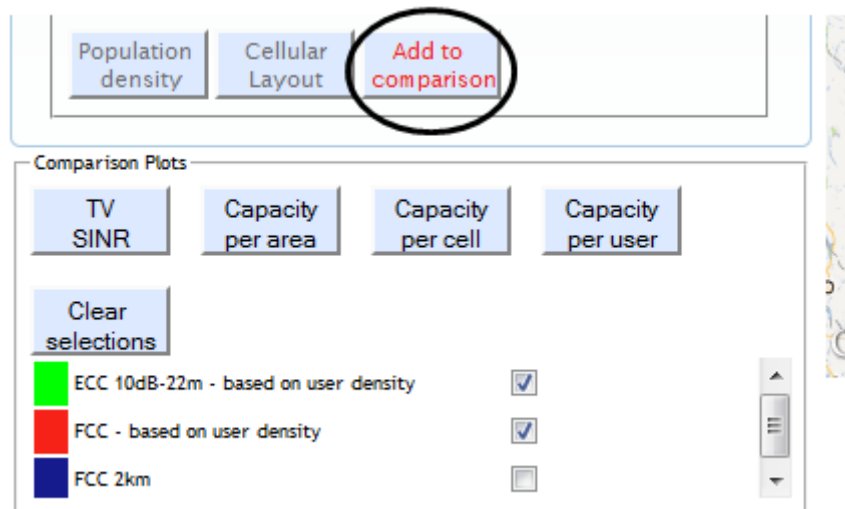 Population density
Cellular Layout
Add to comparison
Comparison Plots
TV SINR
Capacity per area
Capacity per cell
Capacity per user
Clear selections
ECC 10dB-22m - based on user density
FCC - based on user density
FCC 2km